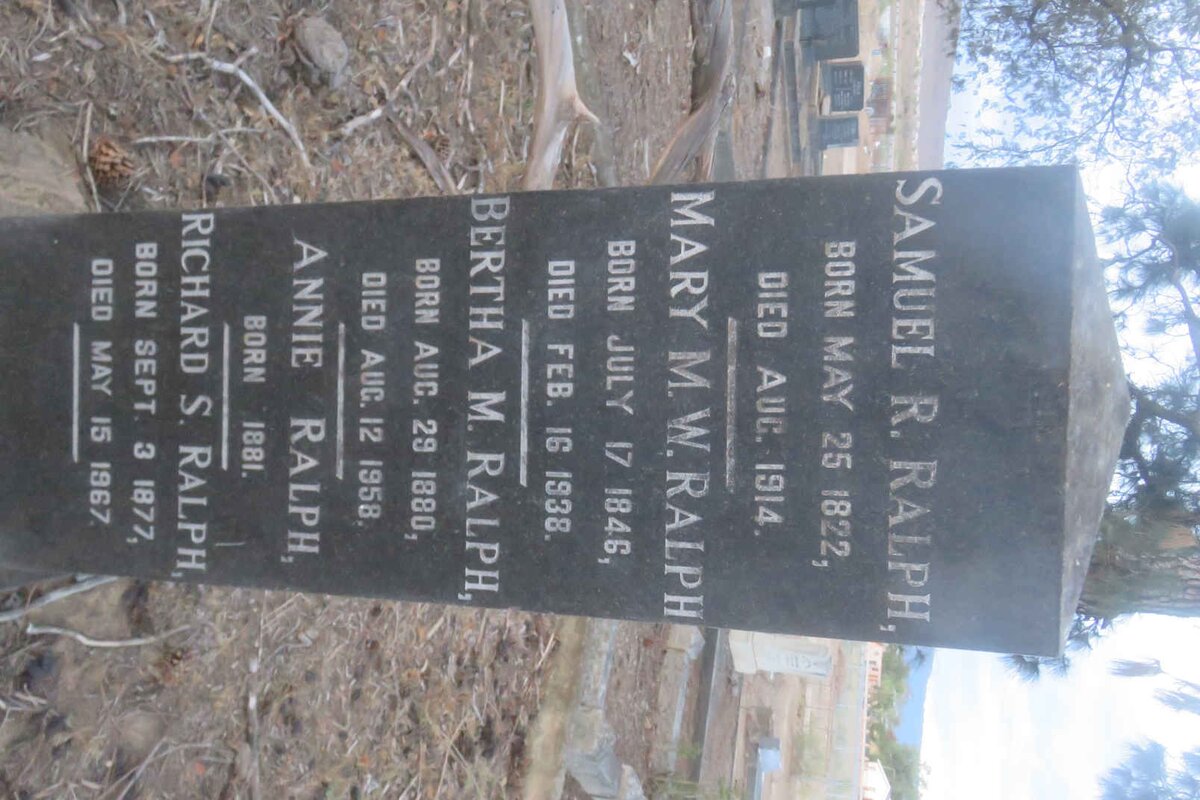 SAMUEL R. RALPH,
BORN MAY 25 1822,
DIED AUG. 1914.
MARY M. W. RALPH
BORN JULY 17 1846,
DIED FEB. 16 1938.
BERTHA M. RALPH,
BORN AUG. 29 1880,
DIED AUG. 12 1958.
ANNIE RALPH,
BORN 1881.
RICHARD S. RALPH,
BORN SEPT. 3 1877,
DIED MAY 15 1967.